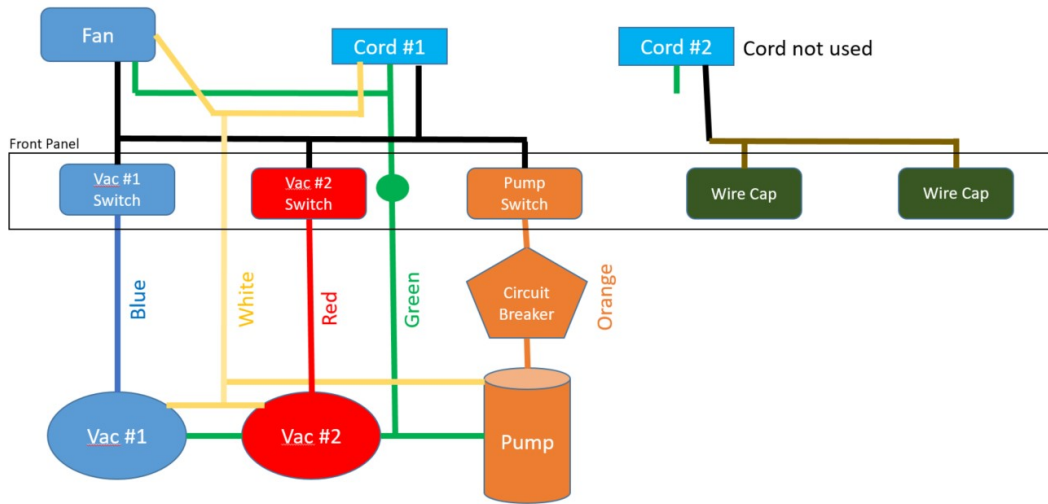 Fan
Cord #1
Cord #2
Cord not used
Front Panel
Vac #1
Switch
Vac #2
Switch
Pump
Switch
Wire Cap
Wire Cap
Blue
White
Red
Green
Circuit
Breaker
Orange
Vac #1
Vac #2
Pump